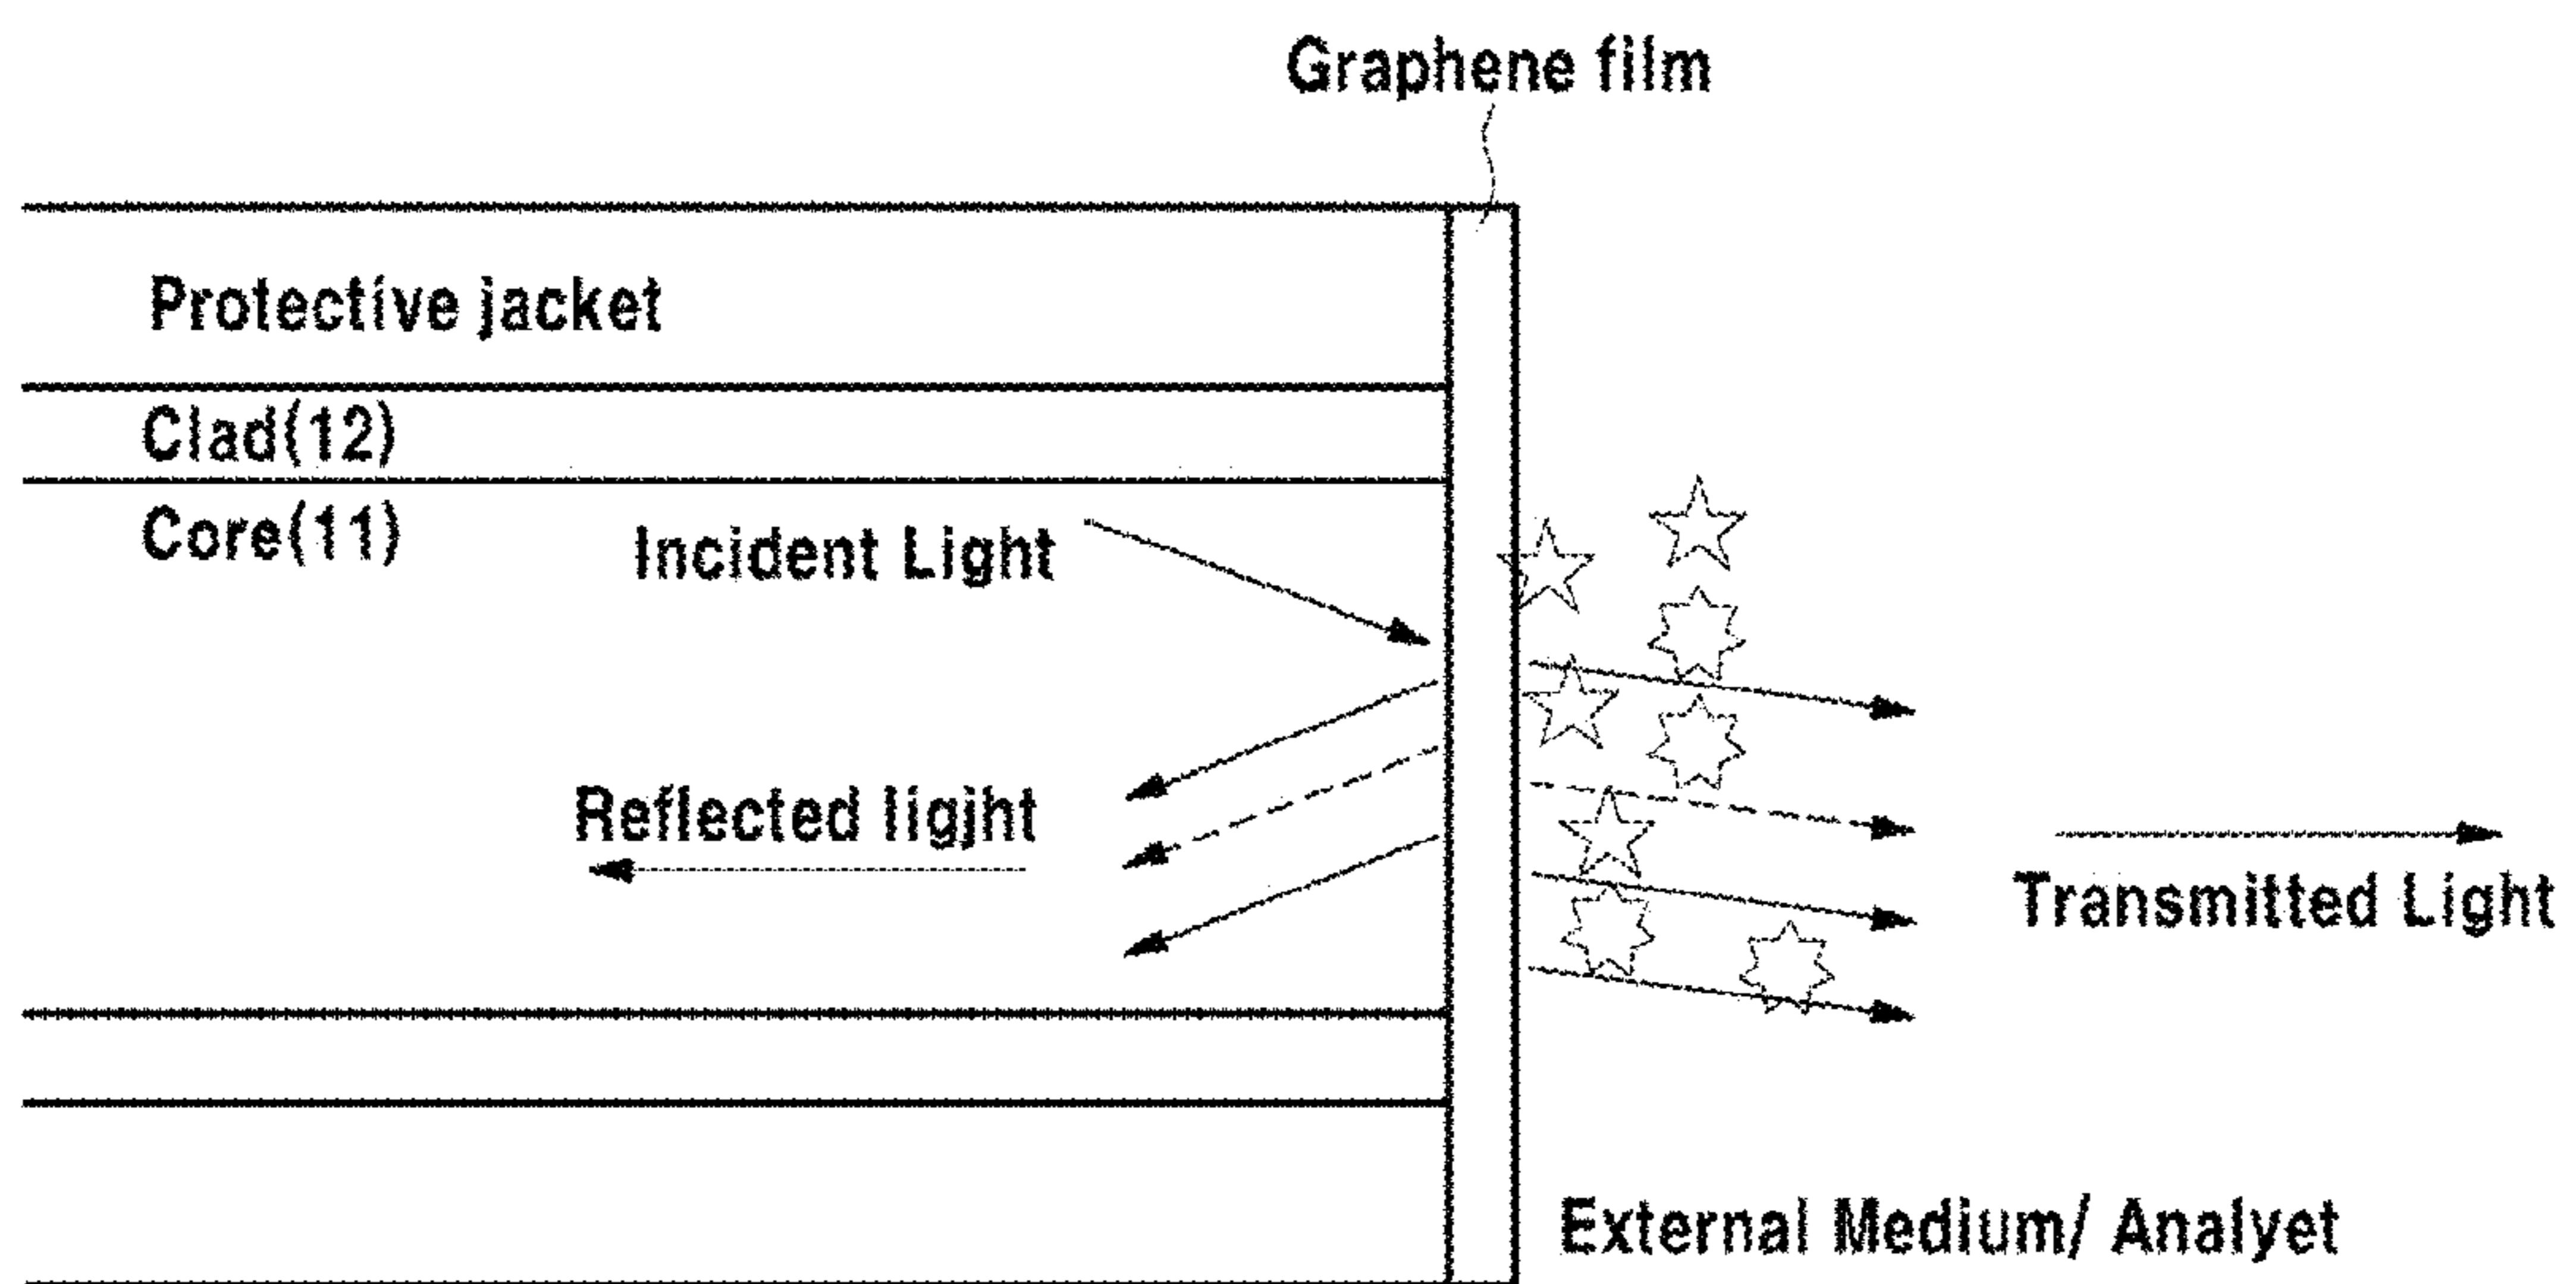 Graphene film
Protective jacket
Clad(12)
Core(11)
Incident Light
Reflected ligjht
Transmitted Light
External Medium/ Analyet